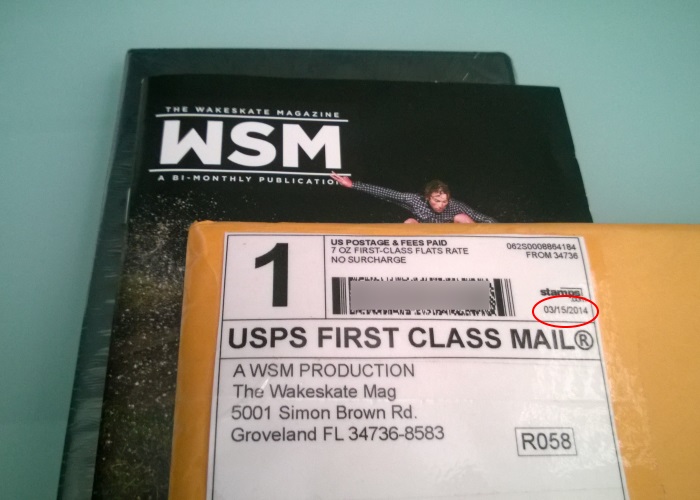 THE WAKESKATE MAGAZINE
WSM
A BI-MONTHLY PUBLICATION
1
US POSTAGE & FEES PAID
7 OZ FIRST-CLASS FLATS RATE
NO SURCHARGE
062S0008864184
FROM 34736
stamps
.com
03/15/2014
USPS FIRST CLASS MAIL®
A WSM PRODUCTION
The Wakeskate Mag
5001 Simon Brown Rd.
Groveland FL 34736-8583
R058